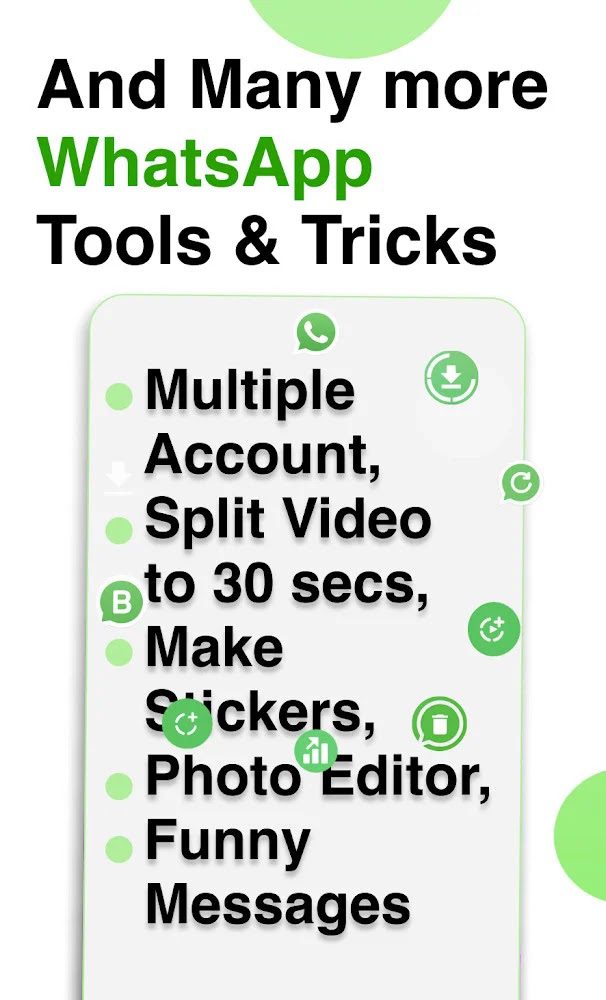 And Many more
WhatsApp
Tools & Tricks
Multiple
Account,
Split Video
to 30 secs,
B
Make
Stickers,
Photo Editor,
Funny
Messages